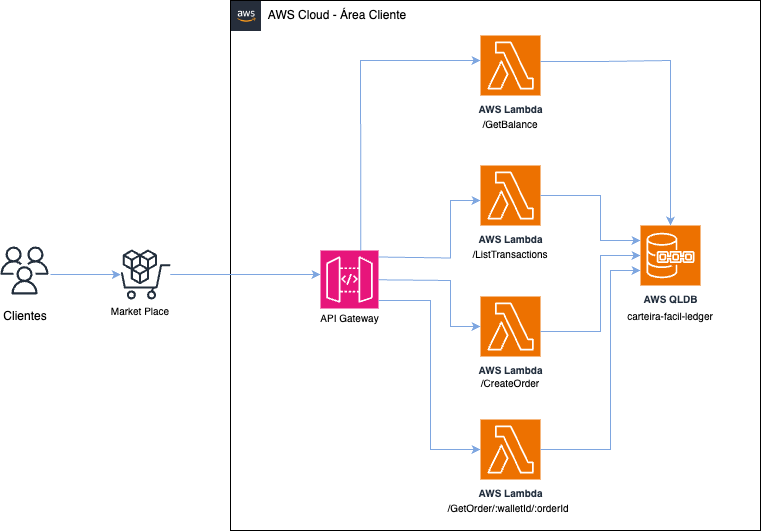 aws
AWS Cloud - Área Cliente
AWS Lambda
/GetBalance
AWS Lambda
/ListTransactions
Clientes
Market Place
API Gateway
AWS QLDB
carteira-facil-ledger
AWS Lambda
/CreateOrder
AWS Lambda
/GetOrder/:walletId/:orderId